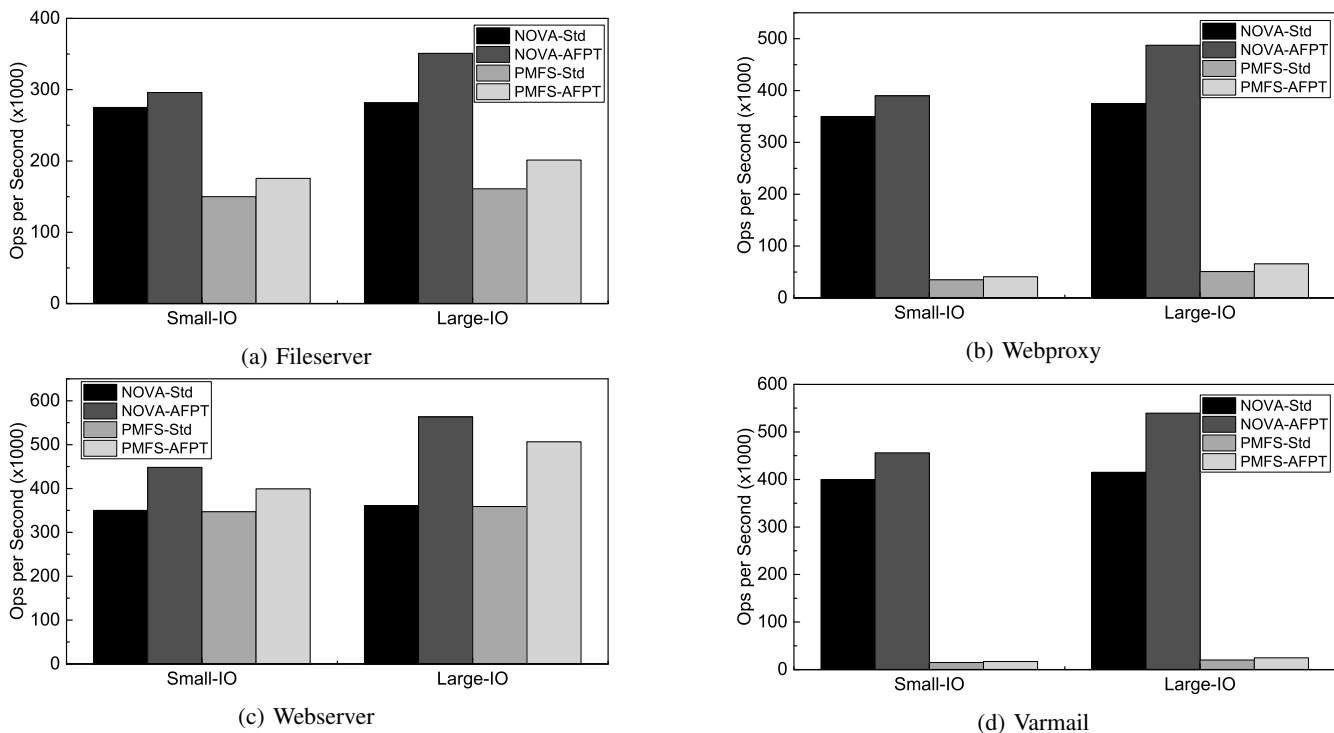 400
300
200
100
0
Ops per Second (x1000)
NOVA-Std
NOVA-AFPT
PMFS-Std
PMFS-AFPT
Small-IO
Large-IO
(a) Fileserver
500
400
300
200
100
0
Ops per Second (x1000)
NOVA-Std
NOVA-AFPT
PMFS-Std
PMFS-AFPT
Small-IO
Large-IO
(b) Webproxy
600
500
400
300
200
100
0
Ops per Second (x1000)
NOVA-Std
NOVA-AFPT
PMFS-Std
PMFS-AFPT
Small-IO
Large-IO
(c) Webserver
600
500
400
300
200
100
0
Ops per Second (x1000)
NOVA-Std
NOVA-AFPT
PMFS-Std
PMFS-AFPT
Small-IO
Large-IO
(d) Varmail